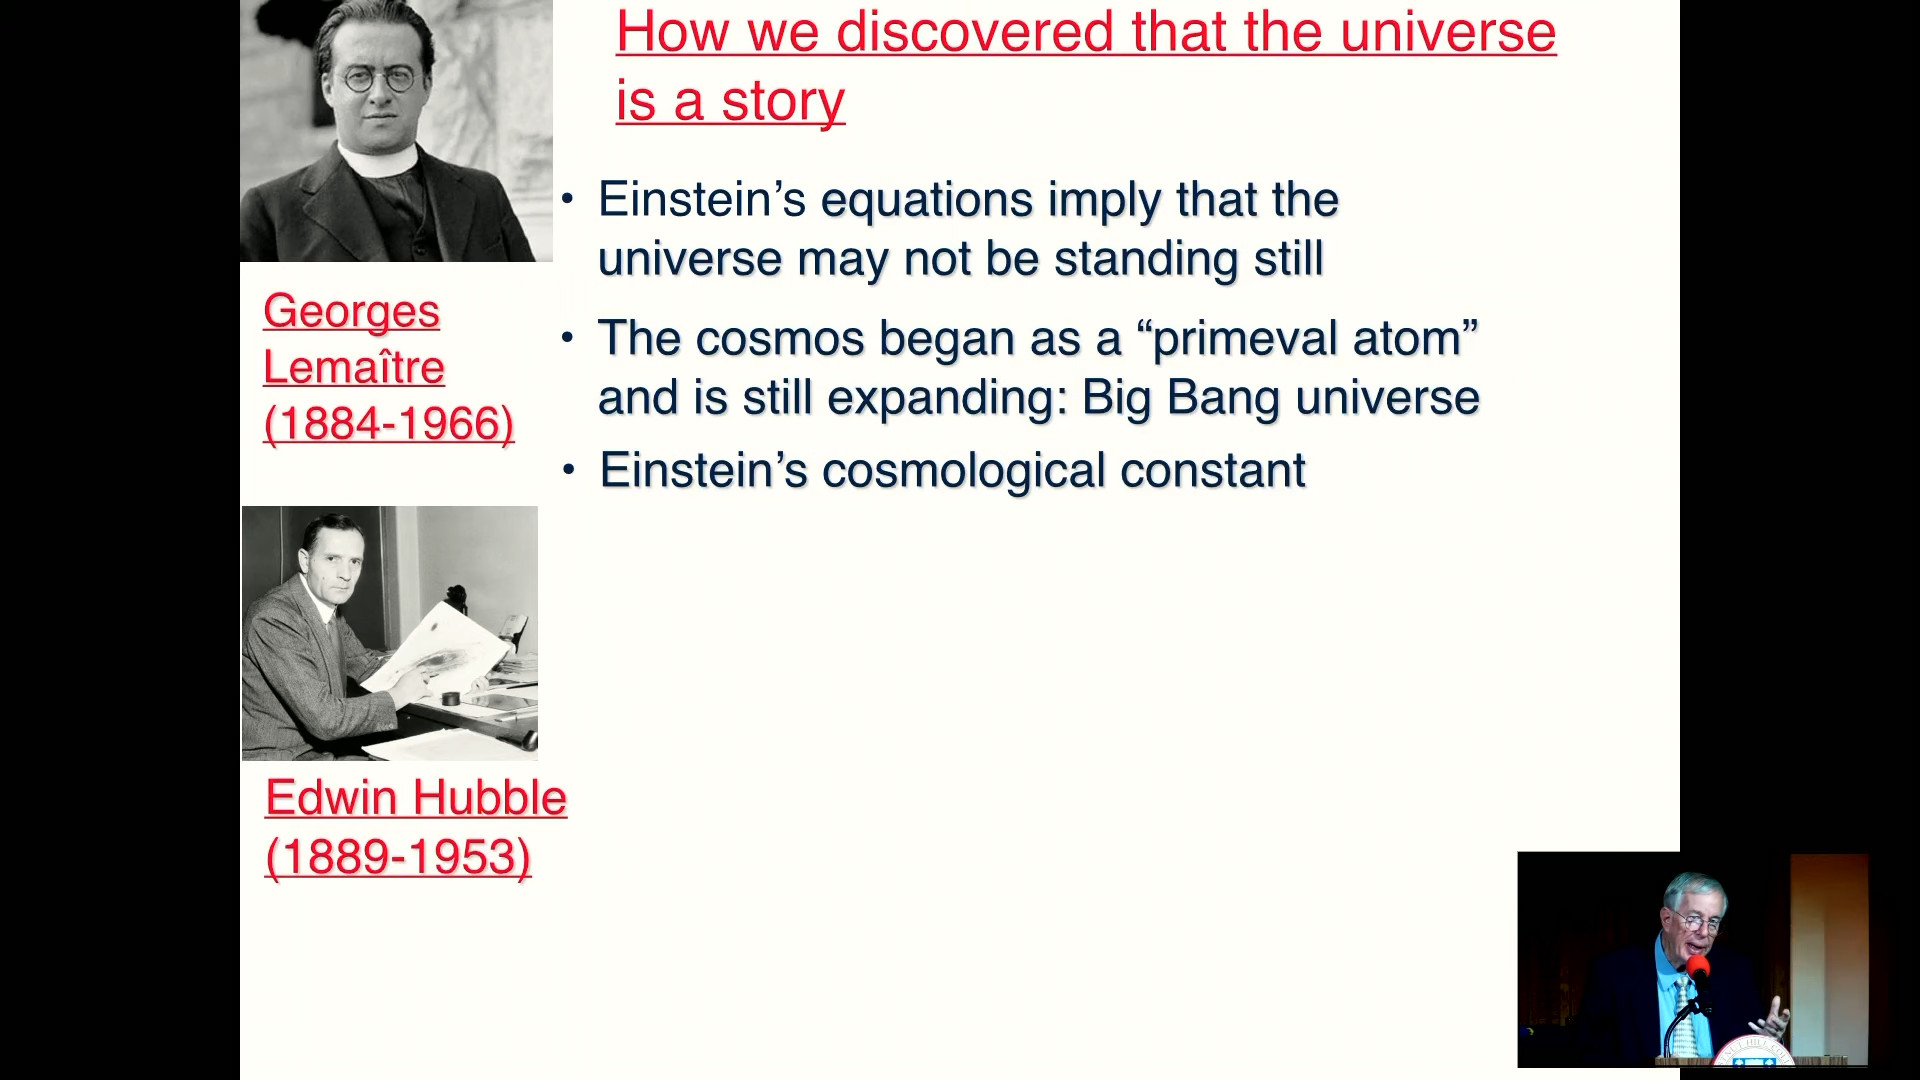 How we discovered that the universe
is a story
• Einstein’s equations imply that the
universe may not be standing still
• The cosmos began as a “primeval atom”
and is still expanding: Big Bang universe
• Einstein’s cosmological constant
Georges
Lemaître
(1884-1966)
Edwin Hubble
(1889-1953)